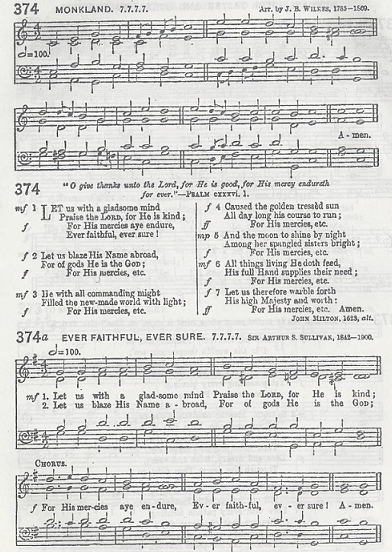 374 MONKLAND. 7.7.7.7. Arr. by J. B. WILKES, 1785-1869.
=100.
A - men.
374 "O give thanks unto the Lord, for He is good, for His mercy endureth
for ever."—PSALM cxxxvi. 1.
mf 1 LET us with a gladsome mind
Praise the LORD, for He is kind;
f For His mercies aye endure,
Ever faithful, ever sure!
f 2 Let us blaze His Name abroad,
For of gods He is the God;
f For His mercies, etc.
mf 3 He with all commanding might
Filled the new-made world with light;
f For His mercies, etc.
f 4 Caused the golden tressèd sun
All day long his course to run;
ff For His mercies, etc.
mp 5 And the moon to shine by night
Among her spangled sisters bright;
f For His mercies, etc.
mf 6 All things living He doth feed,
His full Hand supplies their need;
f For His mercies, etc.
f 7 Let us therefore warble forth
His high Majesty and worth:
ff For His mercies, etc. Amen.
JOHN MILTON, 1623, alt.
374a EVER FAITHFUL, EVER SURE. 7.7.7.7. SIR ARTHUR S. SULLIVAN, 1842-1900.
=100.
mf 1. Let us with a glad-some mind Praise the LORD, for He is kind;
2. Let us blaze His Name a - broad, For of gods He is the God;
CHORUS.
f For His mer-cies aye en-dure, Ev - er faith-ful, ev - er sure! A - men.